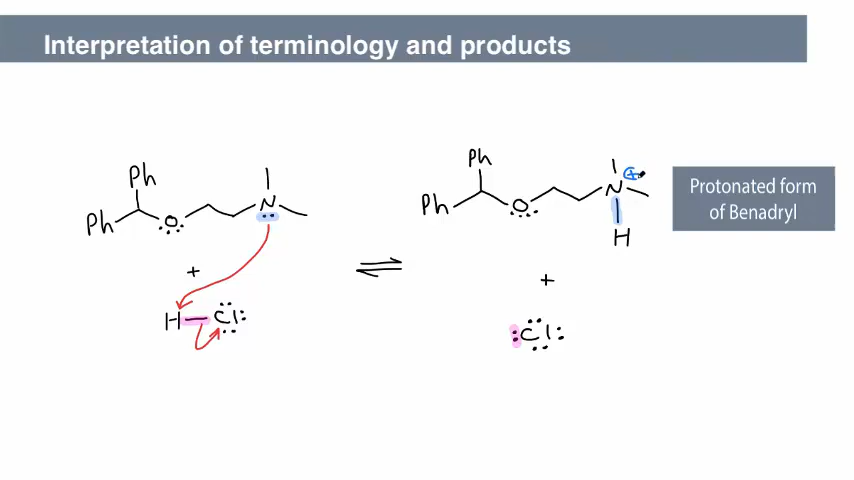 Interpretation of terminology and products
Ph
Ph
O
N
+
H
Cl
Ph
Ph
O
N
+
H
+
Cl
Protonated form
of Benadryl